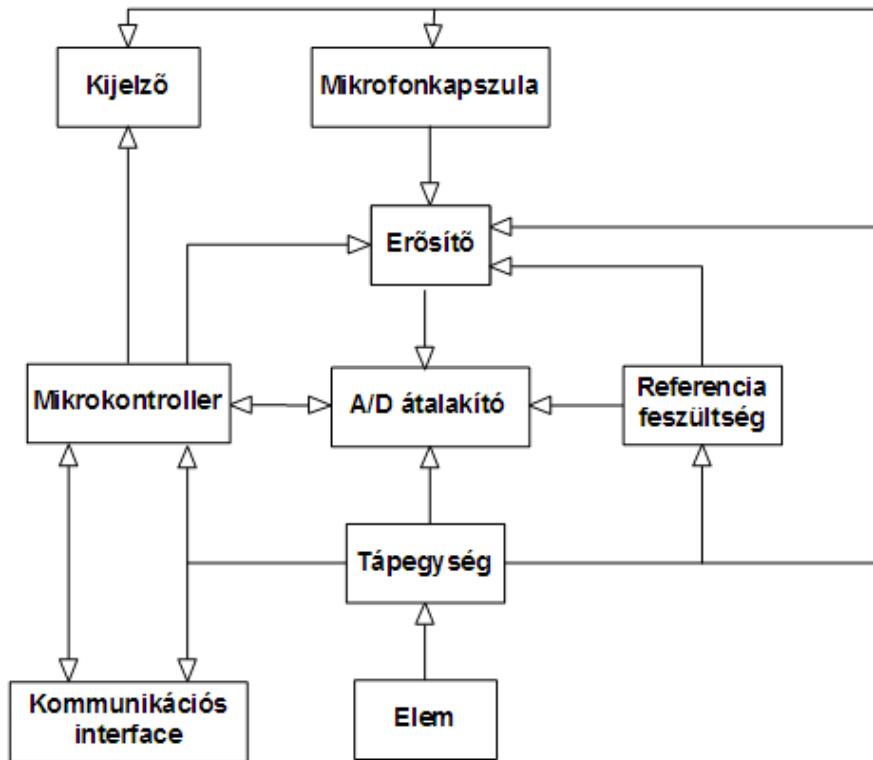 Kijelző
Mikrofonkapszula
Erősítő
Mikrokontroller
A/D átalakító
Referencia
feszültség
Tápegység
Kommunikációs
interface
Elem